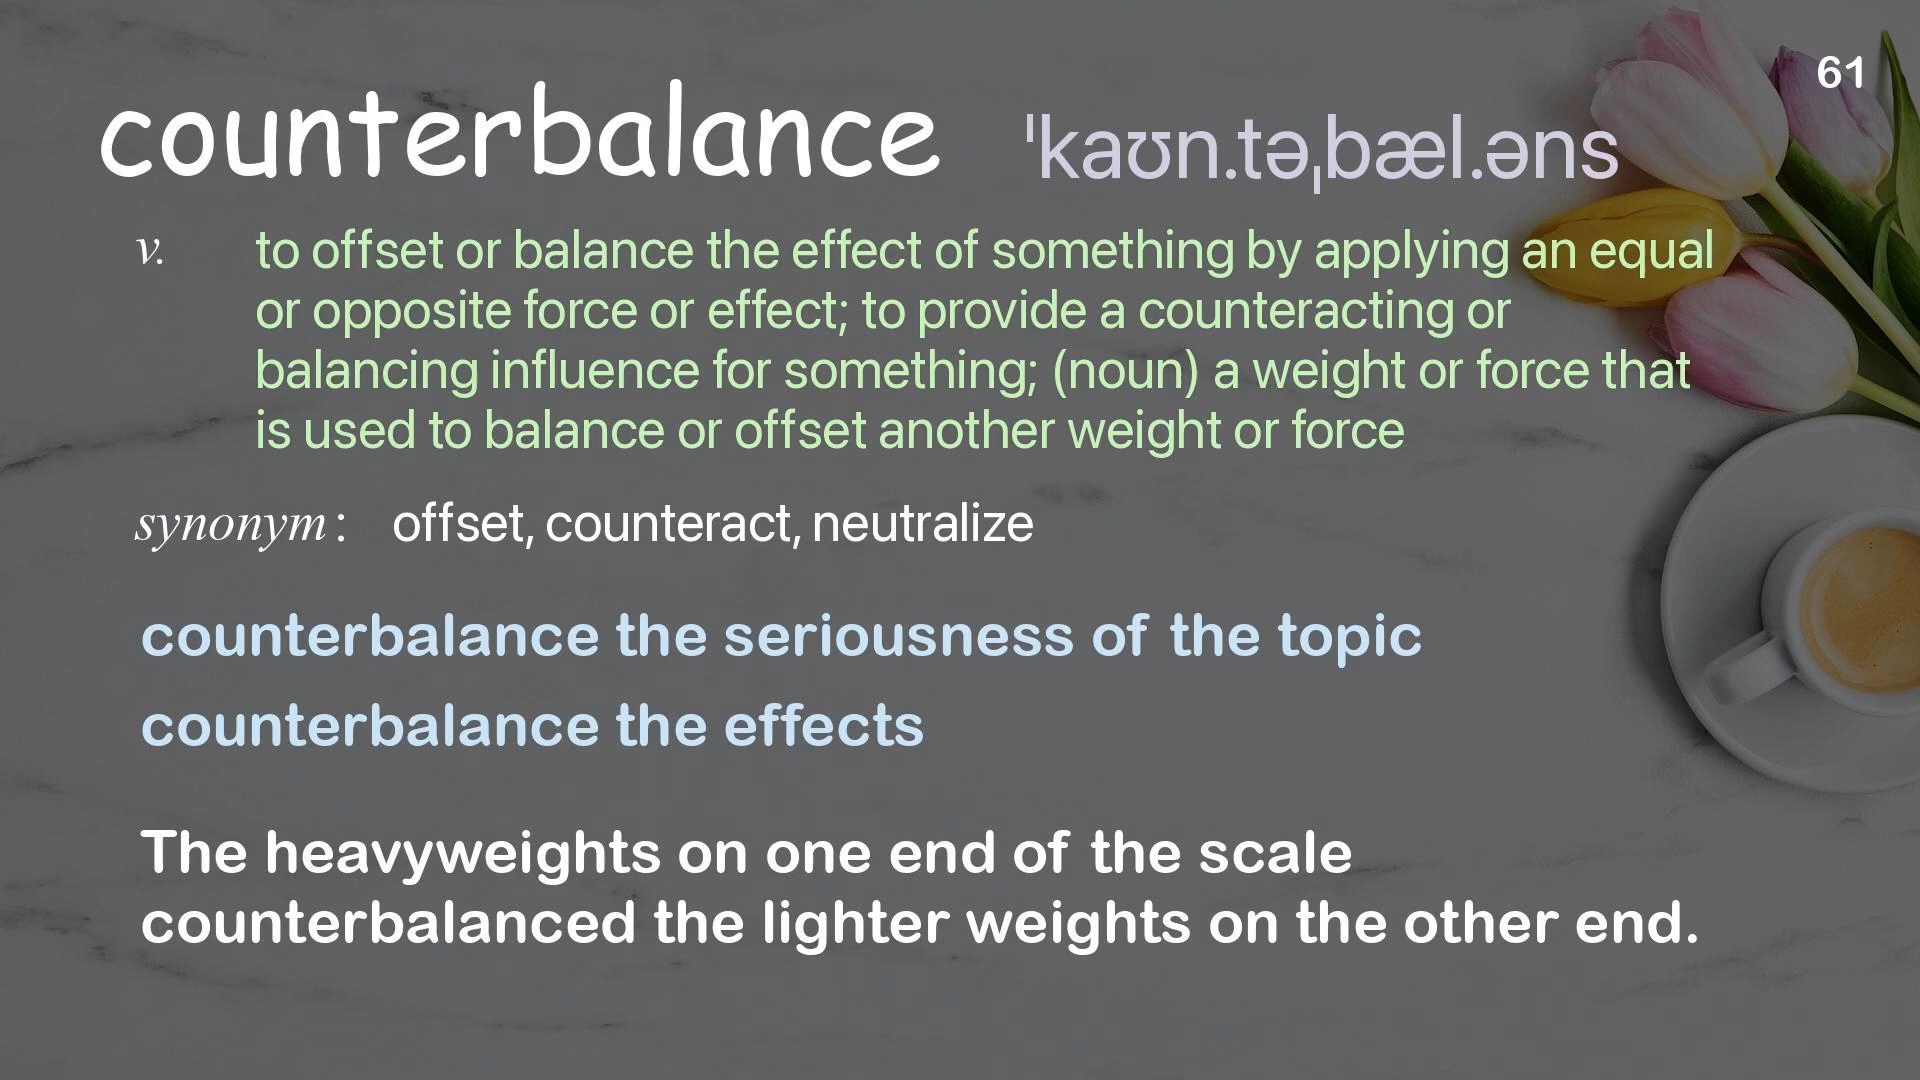 61
counterbalance ˈkaʊn.təˌbæl.əns
v. to offset or balance the effect of something by applying an equal
or opposite force or effect; to provide a counteracting or
balancing influence for something; (noun) a weight or force that
is used to balance or offset another weight or force
synonym: offset, counteract, neutralize
counterbalance the seriousness of the topic
counterbalance the effects
The heavyweights on one end of the scale
counterbalanced the lighter weights on the other end.